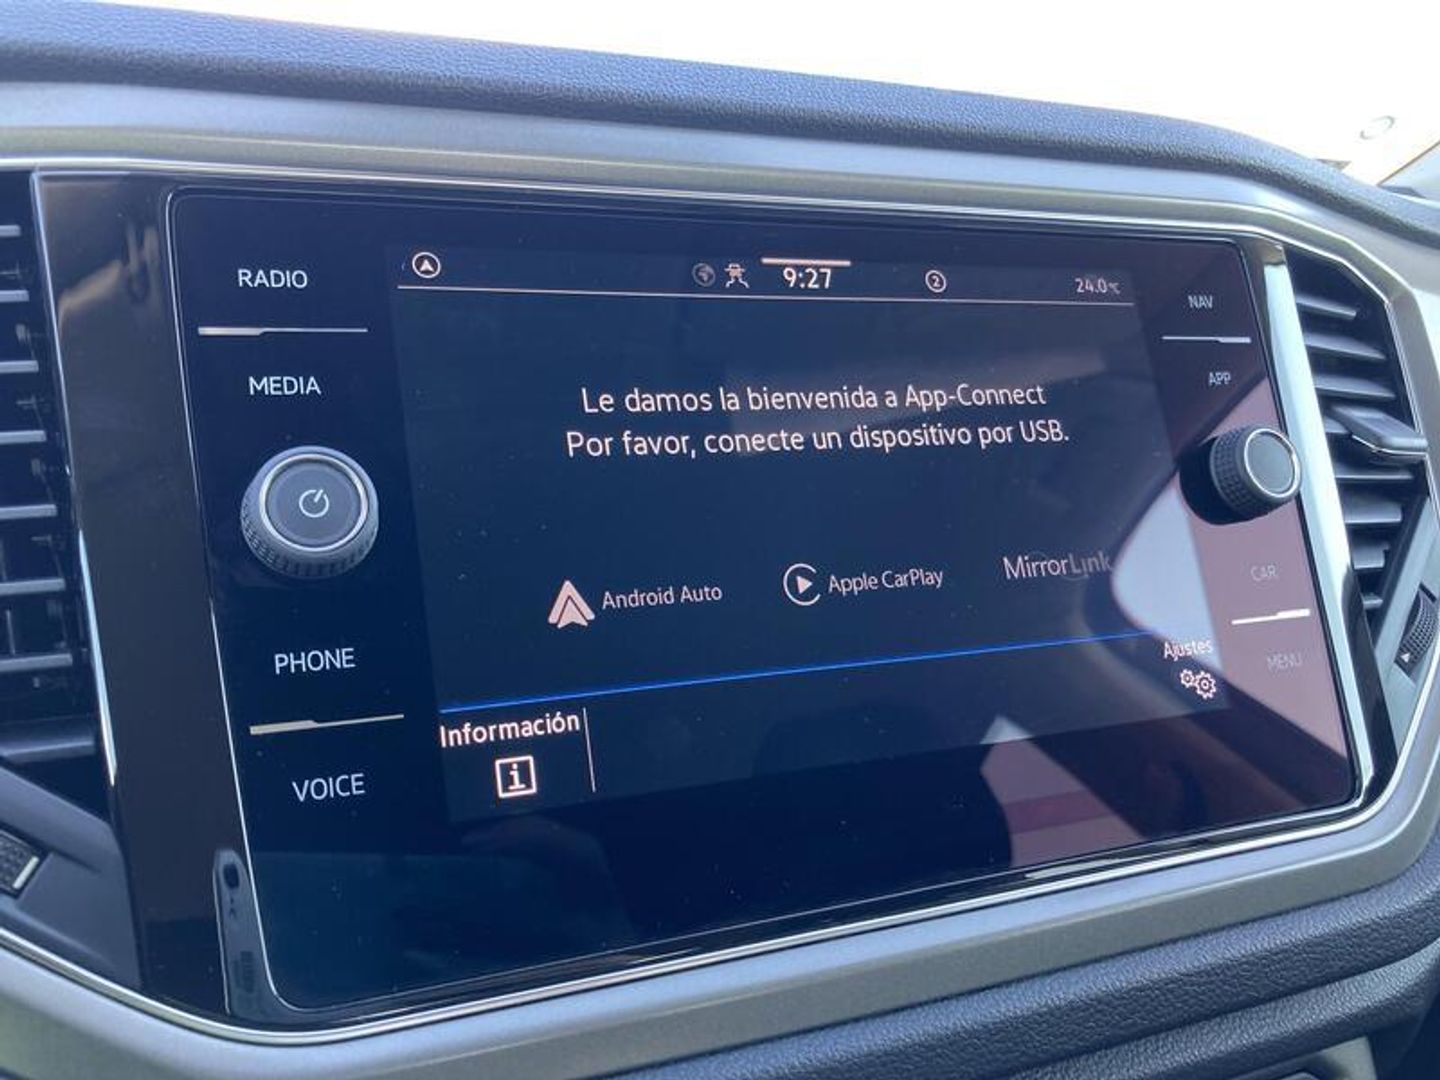 RADIO
MEDIA
PHONE
VOICE
9:27
2
24.0°C
Le damos la bienvenida a App-Connect
Por favor, conecte un dispositivo por USB.
Android Auto
Apple CarPlay
MirrorLink
Ajustes
Información
i
NAV
APP
CAR
MENU